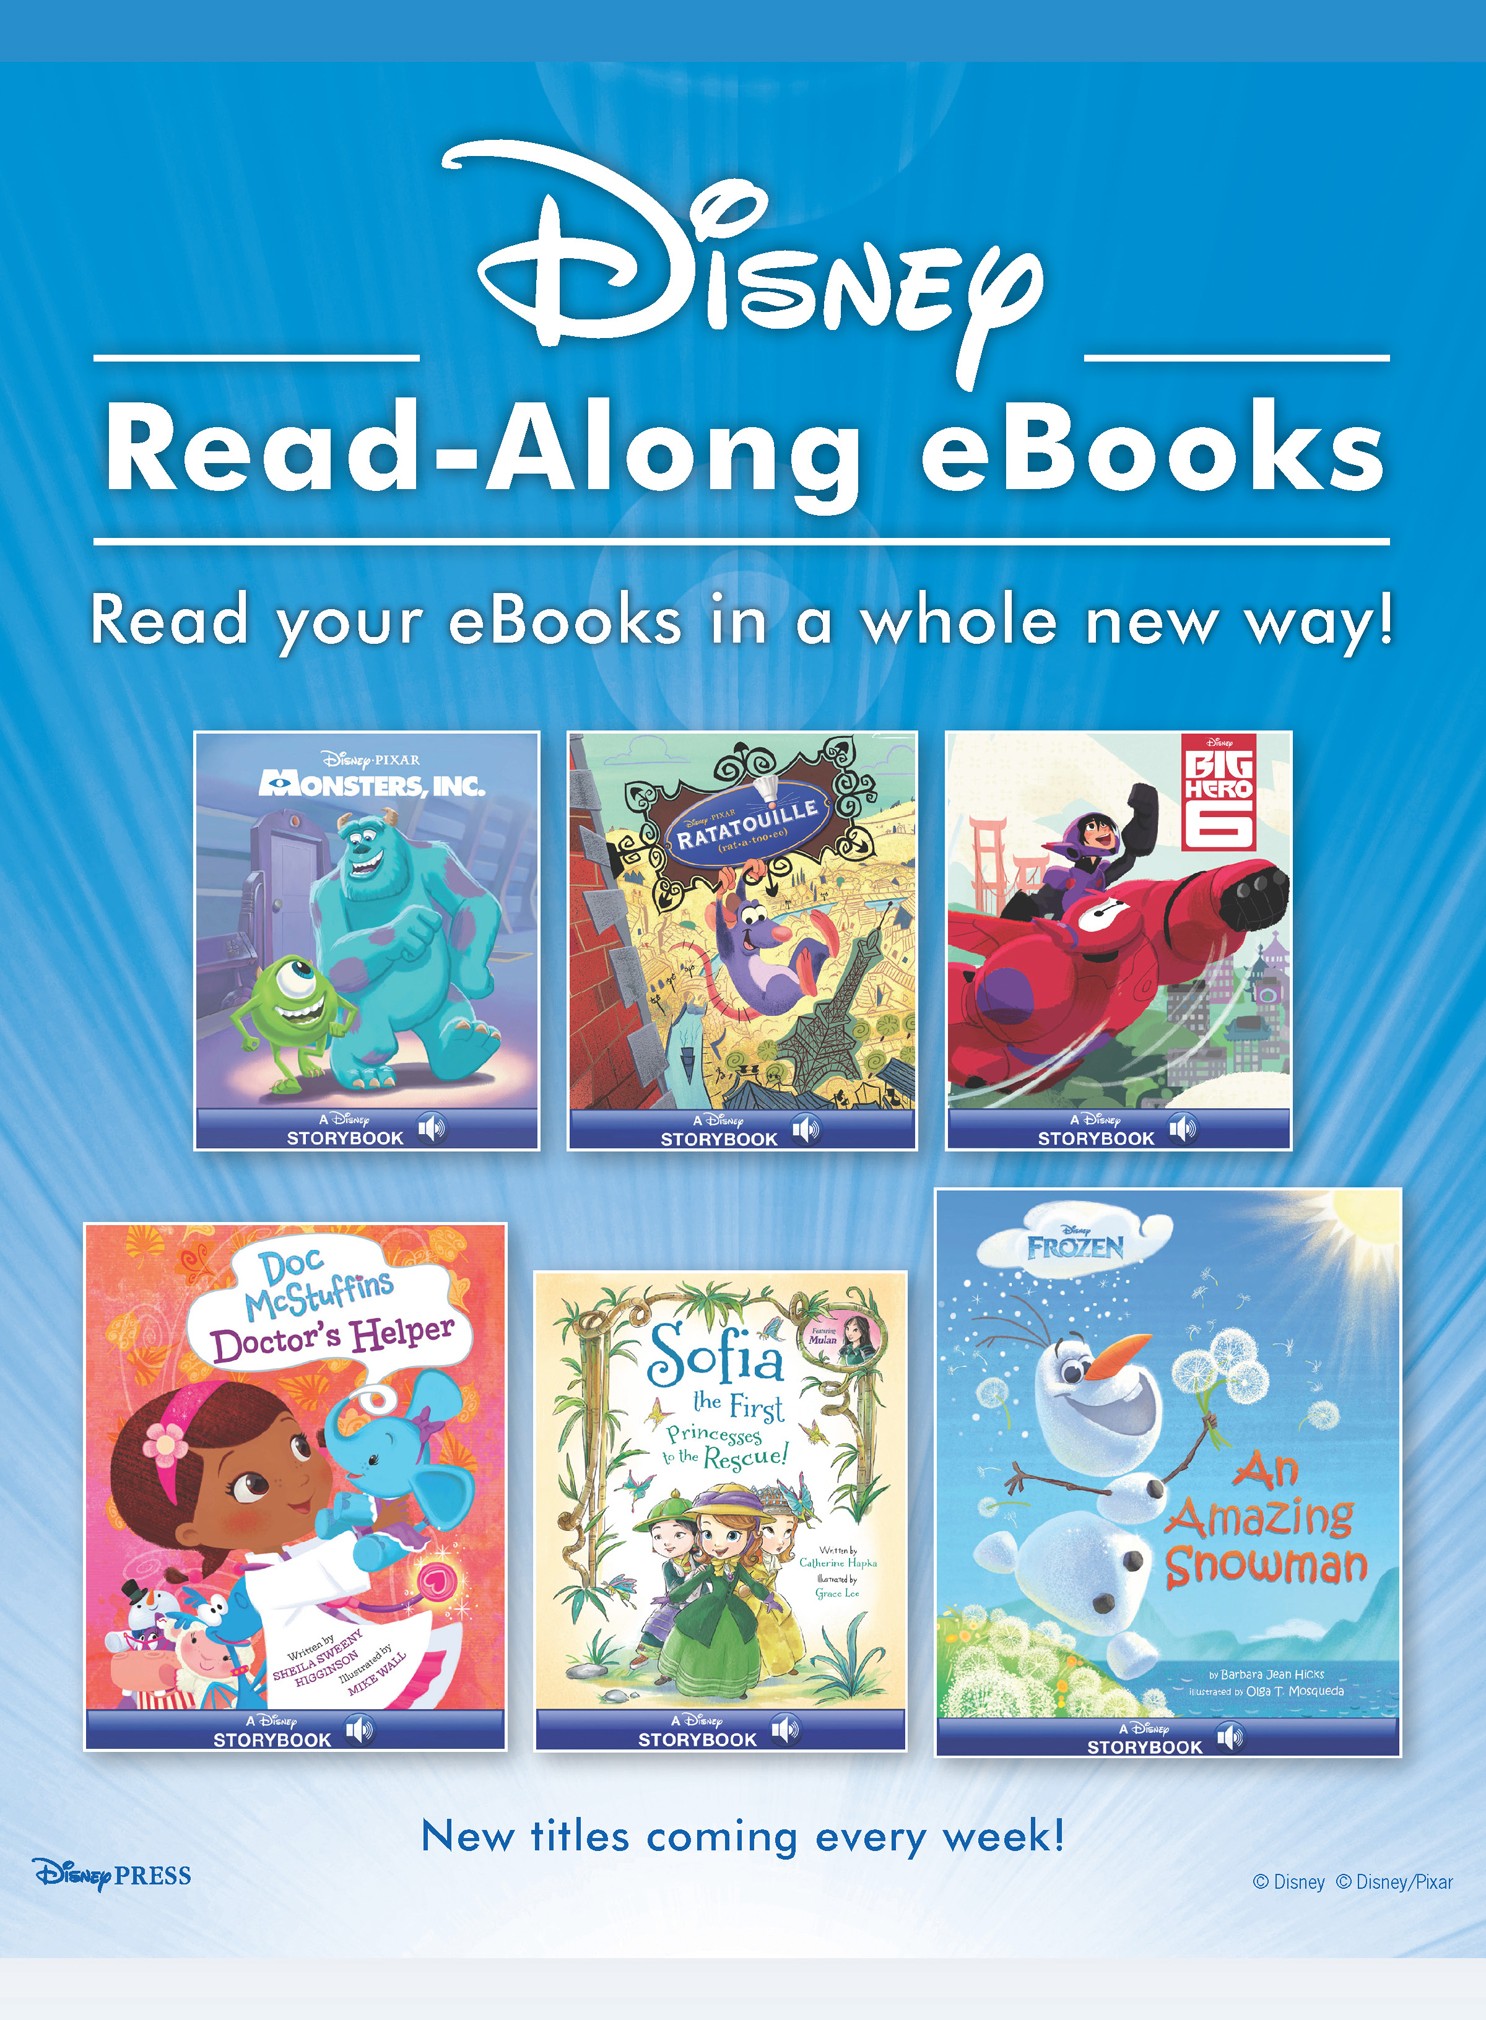 Disney
Read-Along eBooks
Read your eBooks in a whole new way!
Disney·PIXAR
MONSTERS, INC.
A Disney
STORYBOOK
Disney·PIXAR
RATATOUILLE
(rat•a•too•ee)
A Disney
STORYBOOK
Disney
BIG
HERO
6
A Disney
STORYBOOK
Doc
McStuffins
Doctor's Helper
Written by
SHEILA SWEENY
HIGGINSON
Illustrated by
MIKE WALL
A Disney
STORYBOOK
Featuring
Mulan
Sofia
the First
Princesses
to the Rescue!
Written by
Catherine Hapka
Illustrated by
Grace Lee
A Disney
STORYBOOK
Disney
FROZEN
An
Amazing
Snowman
by Barbara Jean Hicks
illustrated by Olga T. Mosqueda
A Disney
STORYBOOK
New titles coming every week!
Disney PRESS
© Disney © Disney/Pixar